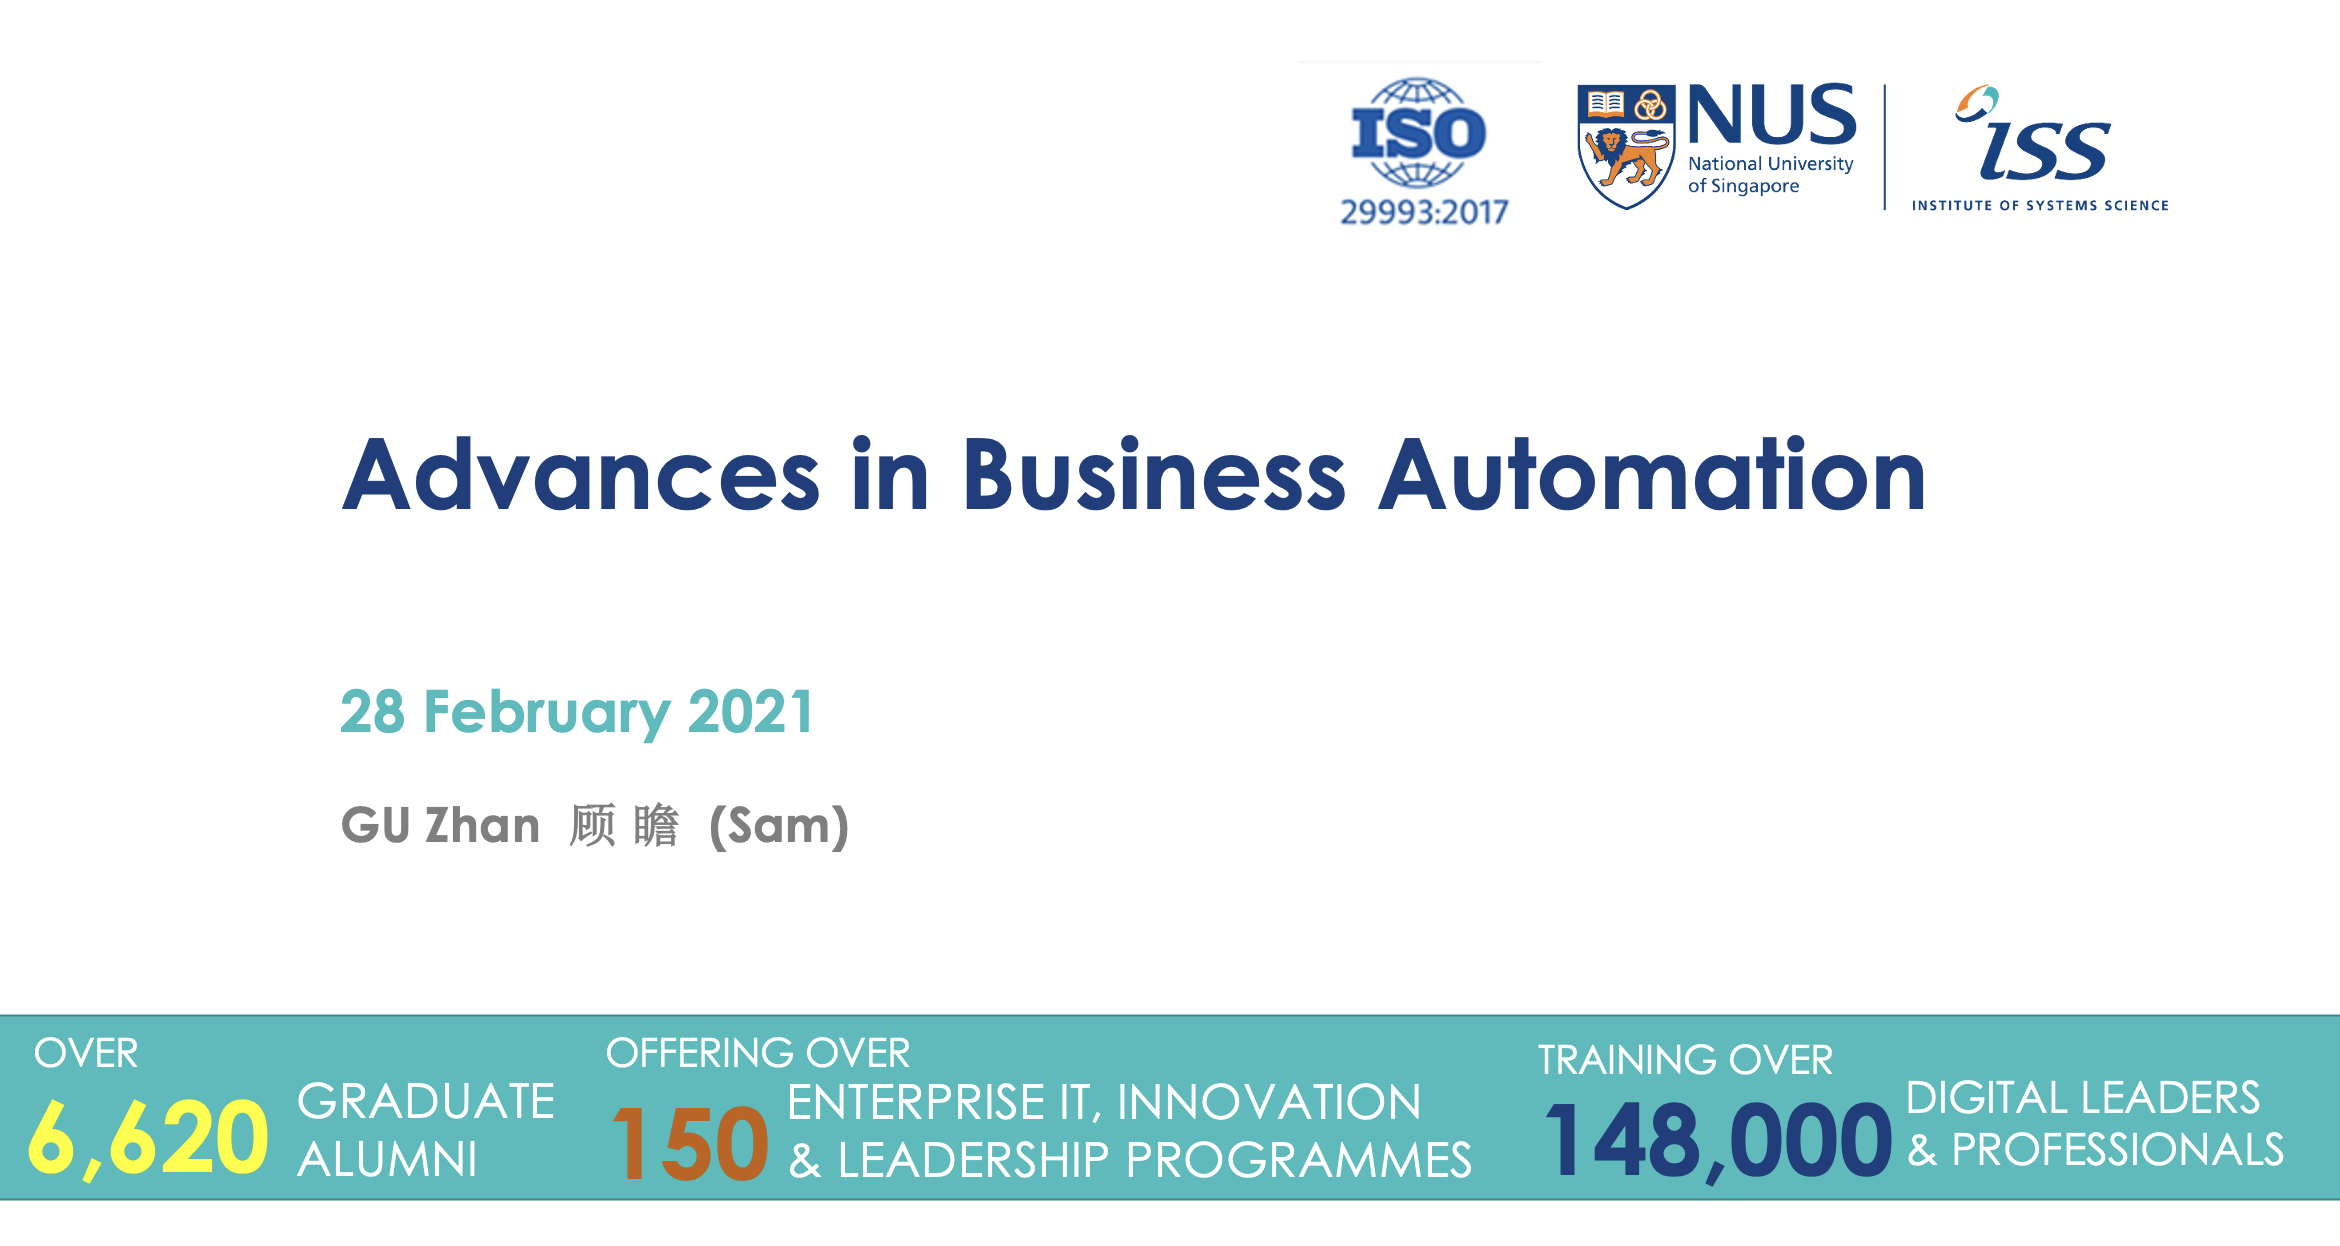 ISO
29993:2017
NUS
National University
of Singapore
iss
INSTITUTE OF SYSTEMS SCIENCE
Advances in Business Automation
28 February 2021
GU Zhan 顾 瞻 (Sam)
OVER
6,620 GRADUATE
ALUMNI
OFFERING OVER
150 ENTERPRISE IT, INNOVATION
& LEADERSHIP PROGRAMMES
TRAINING OVER
148,000 DIGITAL LEADERS
& PROFESSIONALS